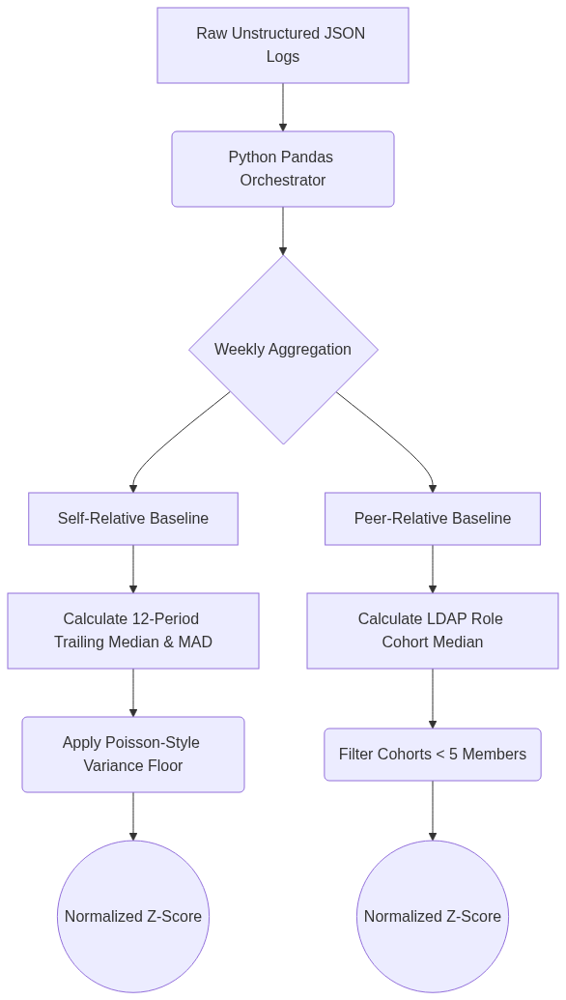 Raw Unstructured JSON
Logs
Python Pandas
Orchestrator
Weekly Aggregation
Self-Relative Baseline
Peer-Relative Baseline
Calculate 12-Period
Trailing Median & MAD
Calculate LDAP Role
Cohort Median
Apply Poisson-Style
Variance Floor
Filter Cohorts < 5 Members
Normalized Z-Score
Normalized Z-Score